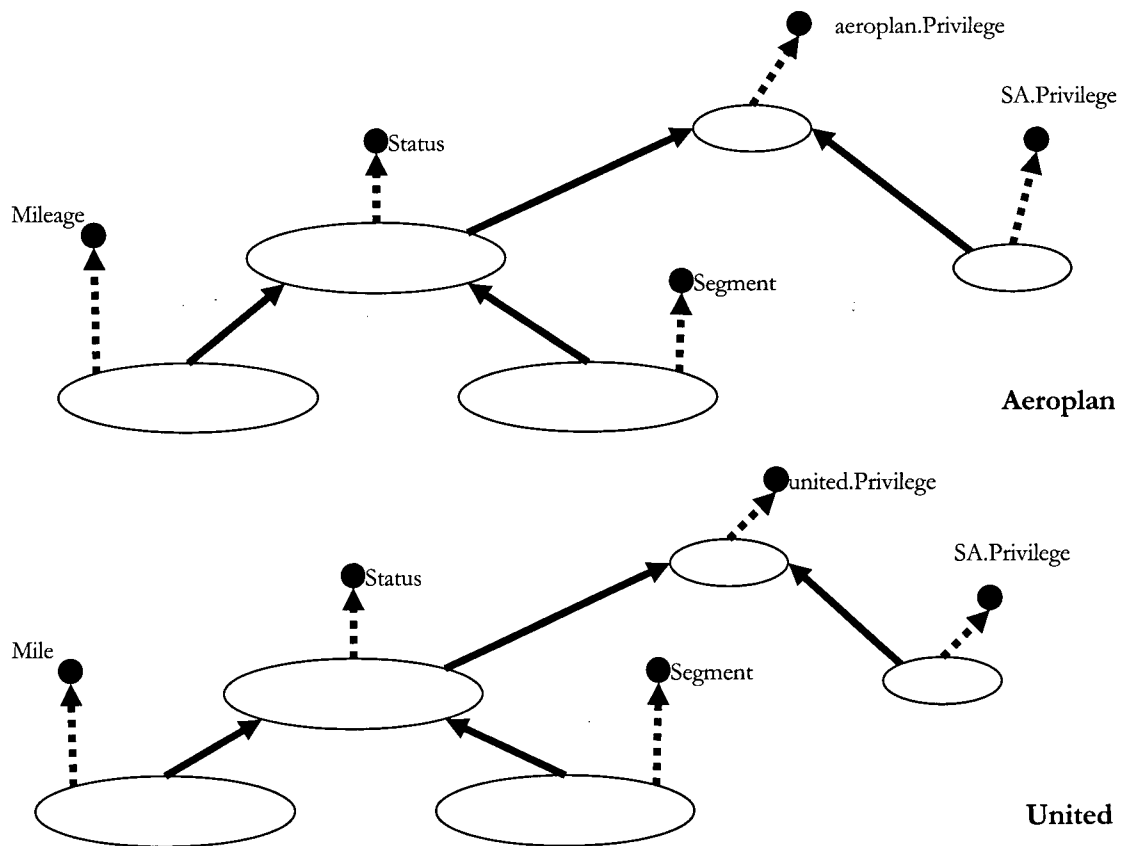 aeroplan.Privilege
SA.Privilege
Status
Mileage
Segment
Aeroplan
united.Privilege
SA.Privilege
Status
Mile
Segment
United